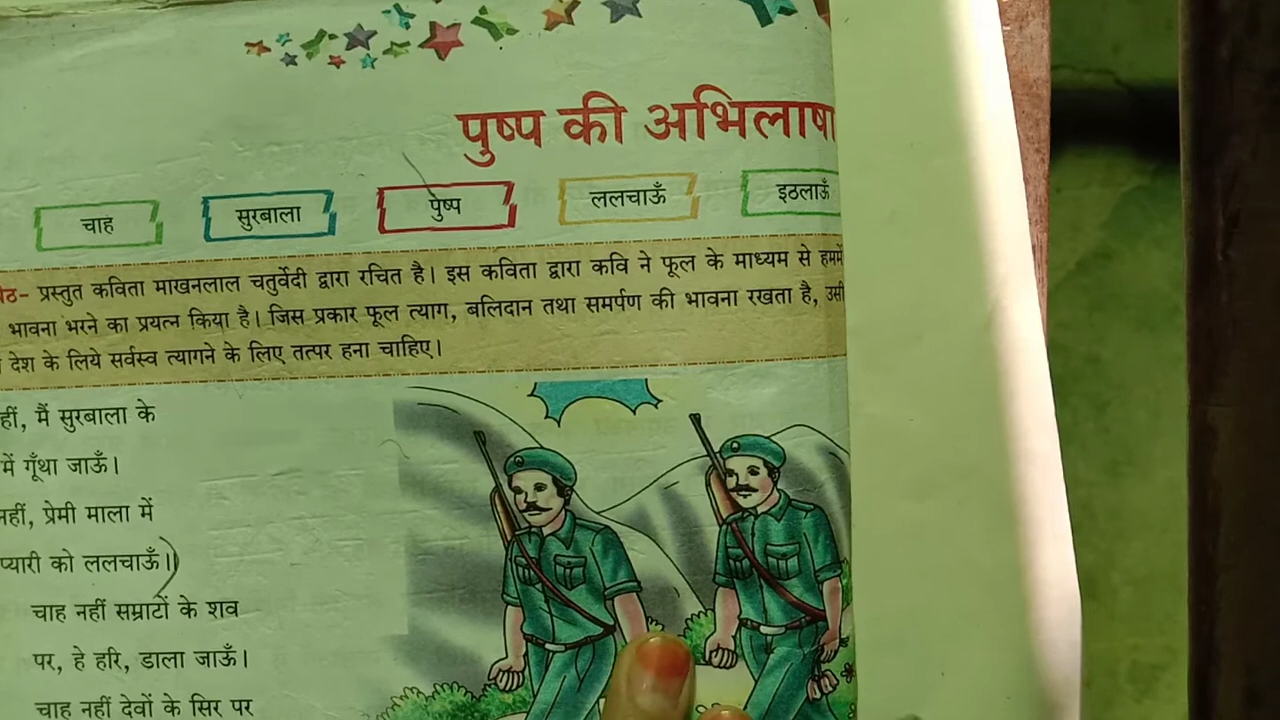 पुष्प की अभिलाषा
चाह सुरबाला पुष्प ललचाऊँ इठलाऊँ
प्रस्तुत कविता माखनलाल चतुर्वेदी द्वारा रचित है। इस कविता द्वारा कवि ने फूल के माध्यम से हममें
भावना भरने का प्रयत्न किया है। जिस प्रकार फूल त्याग, बलिदान तथा समर्पण की भावना रखता है, उसी
देश के लिये सर्वस्व त्यागने के लिए तत्पर हना चाहिए।
मैं सुरबाला के
में गूँथा जाऊँ।
प्रेमी माला में
को ललचाऊँ।
चाह नहीं सम्राटों के शव
पर, हे हरि, डाला जाऊँ।
चाह नहीं देवों के सिर पर